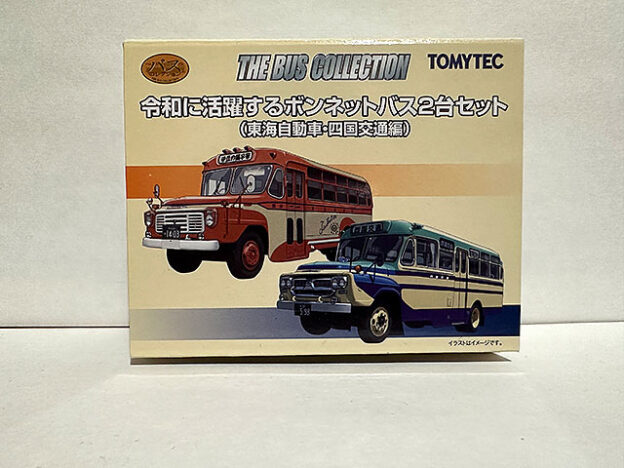 バス
THE BUS COLLECTION
TOMYTEC
令和に活躍するボンネットバス2台セット
(東海自動車・四国交通編)
イラストはイメージです。